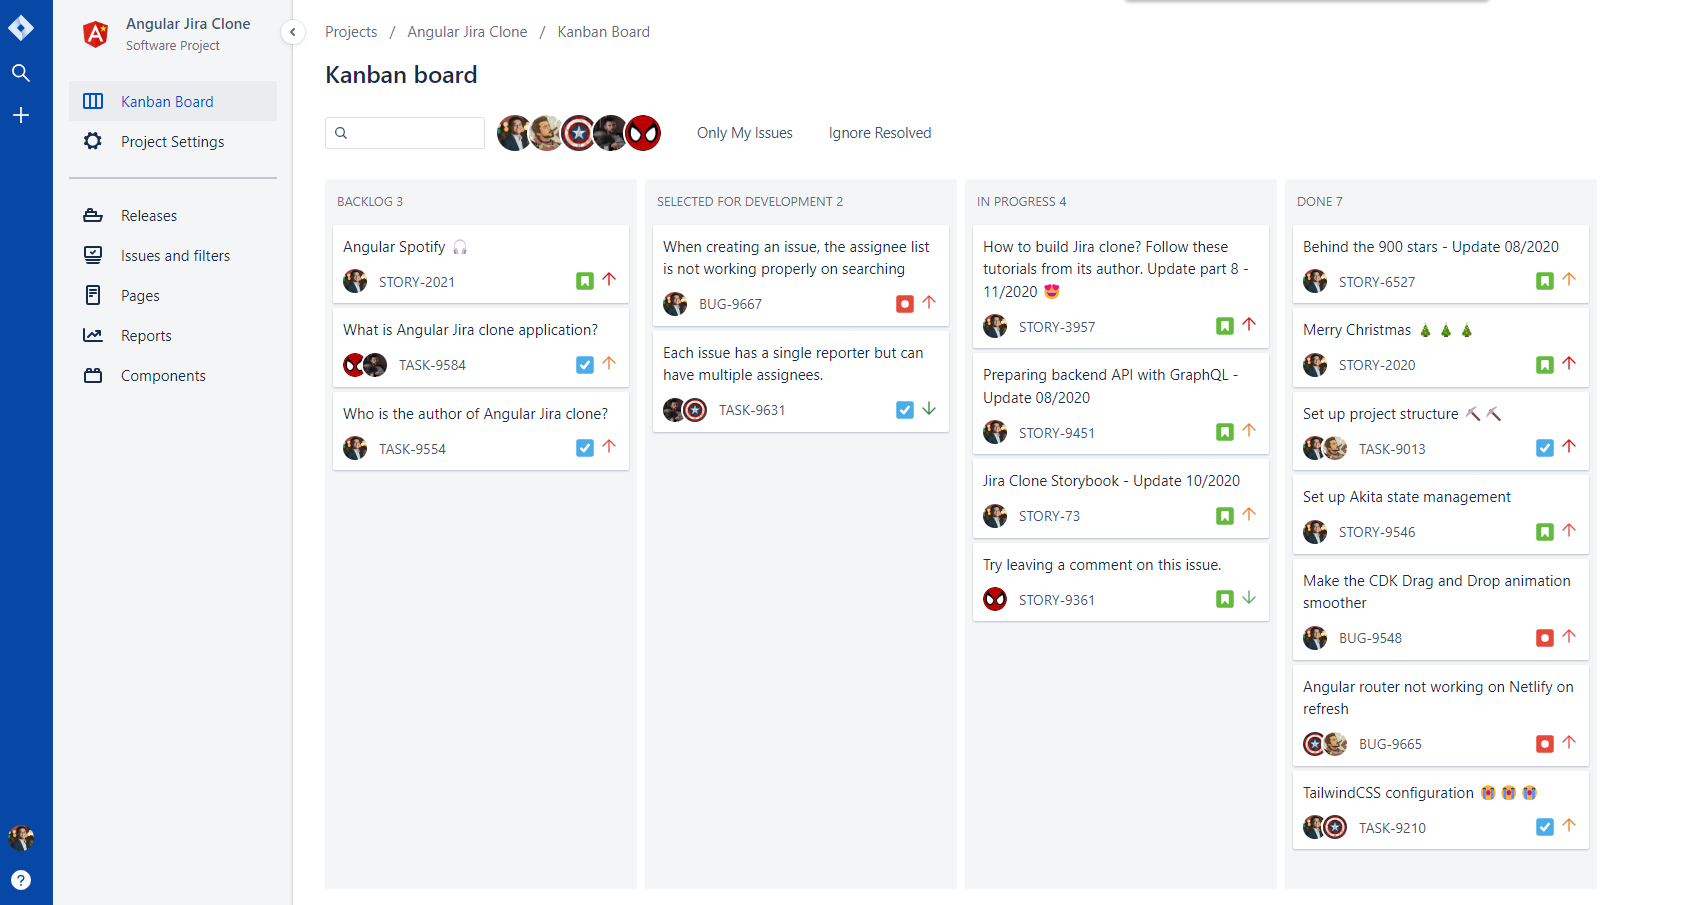 Angular Jira Clone
Software Project
Kanban Board
Project Settings
Releases
Issues and filters
Pages
Reports
Components
Projects / Angular Jira Clone / Kanban Board
Kanban board
Only My Issues
Ignore Resolved
BACKLOG 3
Angular Spotify 🎧
STORY-2021
What is Angular Jira clone application?
TASK-9584
Who is the author of Angular Jira clone?
TASK-9554
SELECTED FOR DEVELOPMENT 2
When creating an issue, the assignee list
is not working properly on searching
BUG-9667
Each issue has a single reporter but can
have multiple assignees.
TASK-9631
IN PROGRESS 4
How to build Jira clone? Follow these
tutorials from its author. Update part 8 -
11/2020 😍
STORY-3957
Preparing backend API with GraphQL -
Update 08/2020
STORY-9451
Jira Clone Storybook - Update 10/2020
STORY-73
Try leaving a comment on this issue.
STORY-9361
DONE 7
Behind the 900 stars - Update 08/2020
STORY-6527
Merry Christmas 🎄 🎄 🎄
STORY-2020
Set up project structure ⛏ ⛏
TASK-9013
Set up Akita state management
STORY-9546
Make the CDK Drag and Drop animation
smoother
BUG-9548
Angular router not working on Netlify on
refresh
BUG-9665
TailwindCSS configuration 😭 😭 😭
TASK-9210